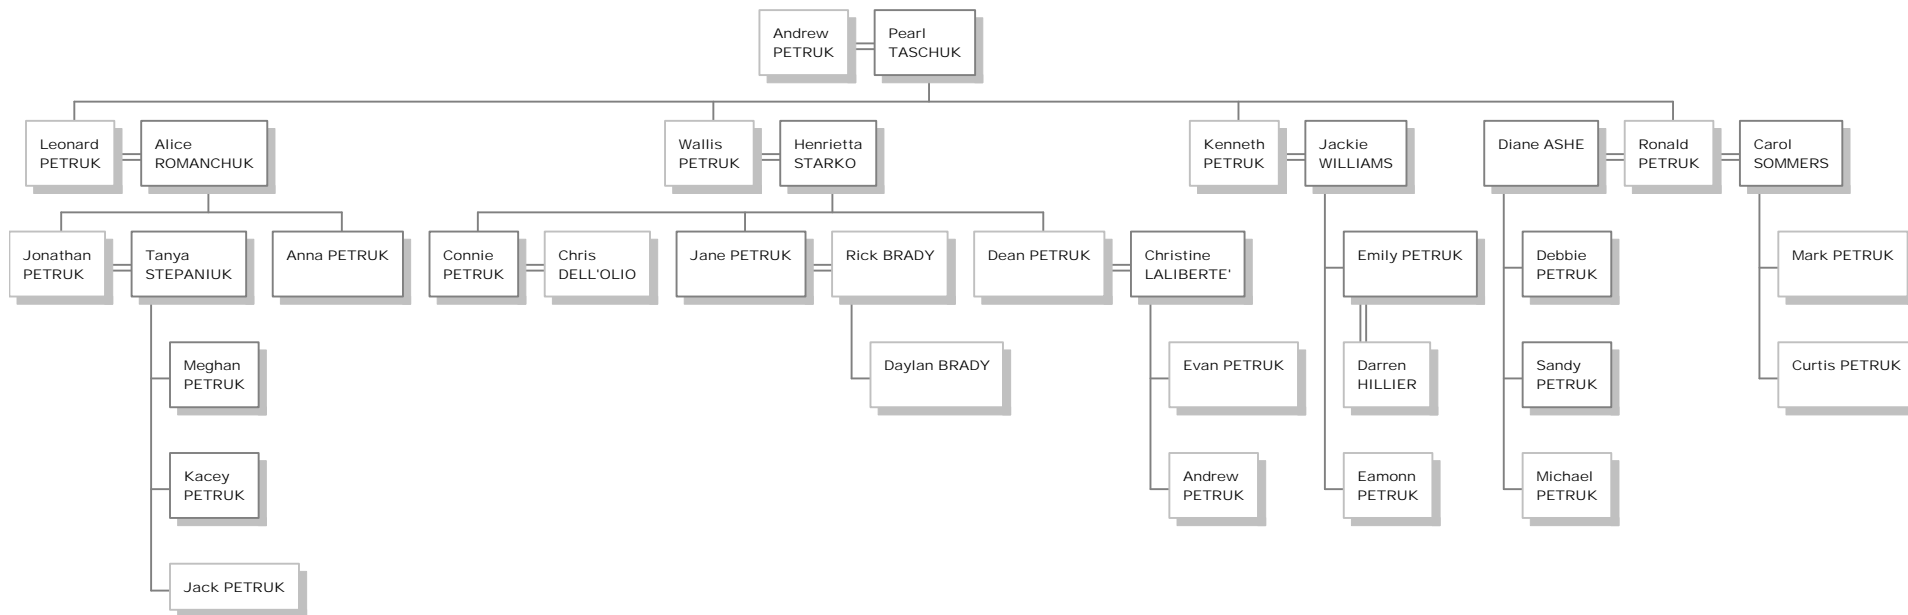 Andrew
PETRUK
Pearl
TASCHUK
Leonard
PETRUK
Alice
ROMANCHUK
Wallis
PETRUK
Henrietta
STARKO
Kenneth
PETRUK
Jackie
WILLIAMS
Diane ASHE
Ronald
PETRUK
Carol
SOMMERS
Jonathan
PETRUK
Tanya
STEPANIUK
Anna PETRUK
Connie
PETRUK
Chris
DELL'OLIO
Jane PETRUK
Rick BRADY
Dean PETRUK
Christine
LALIBERTE'
Emily PETRUK
Debbie
PETRUK
Mark PETRUK
Meghan
PETRUK
Daylan BRADY
Evan PETRUK
Darren
HILLIER
Sandy
PETRUK
Curtis PETRUK
Kacey
PETRUK
Andrew
PETRUK
Eamonn
PETRUK
Michael
PETRUK
Jack PETRUK